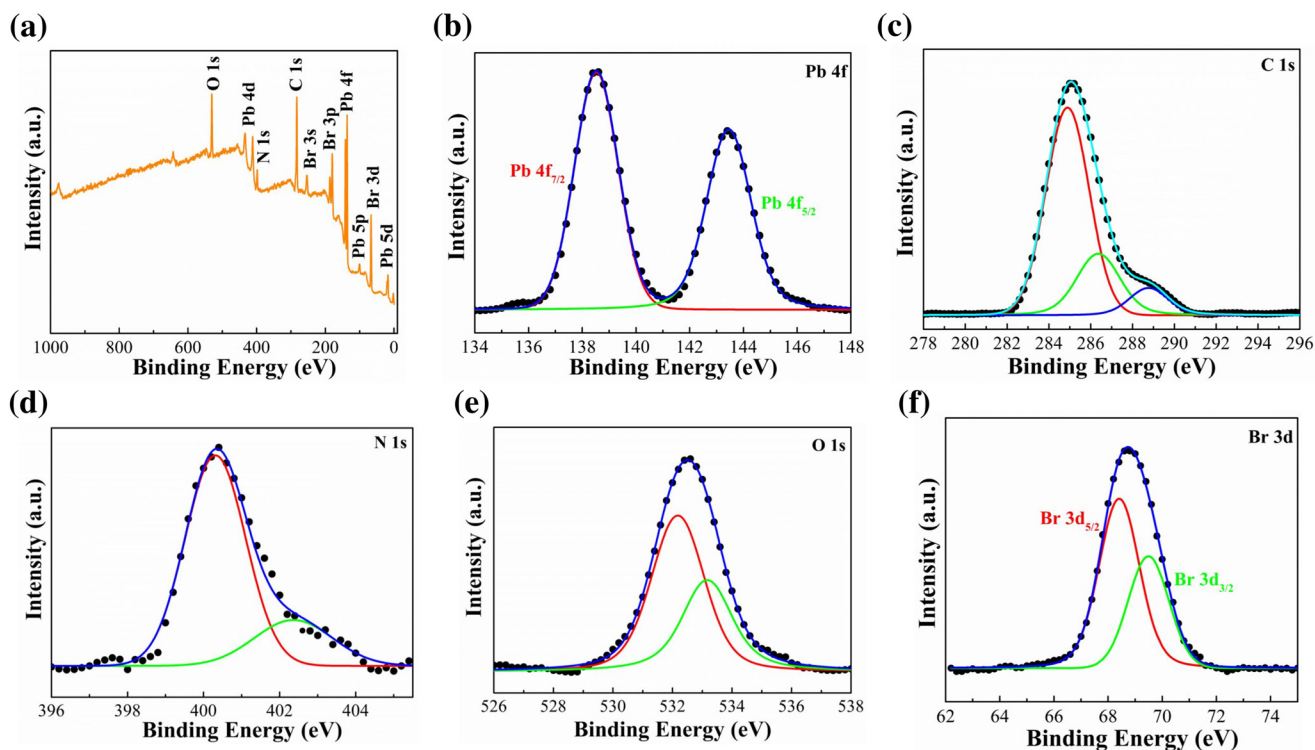 (a)
O 1s
Pb 4d
N 1s
C 1s
Br 3s
Br 3p
Pb 4f
Pb 5p
Br 3d
Pb 5d
Intensity (a.u.)
1000 800 600 400 200 0
Binding Energy (eV)
(b)
Pb 4f
Pb 4f7/2
Pb 4f5/2
Intensity (a.u.)
134 136 138 140 142 144 146 148
Binding Energy (eV)
(c)
C 1s
Intensity (a.u.)
278 280 282 284 286 288 290 292 294 296
Binding Energy (eV)
(d)
N 1s
Intensity (a.u.)
396 398 400 402 404
Binding Energy (eV)
(e)
O 1s
Intensity (a.u.)
526 528 530 532 534 536 538
Binding Energy (eV)
(f)
Br 3d
Br 3d5/2
Br 3d3/2
Intensity (a.u.)
62 64 66 68 70 72 74
Binding Energy (eV)